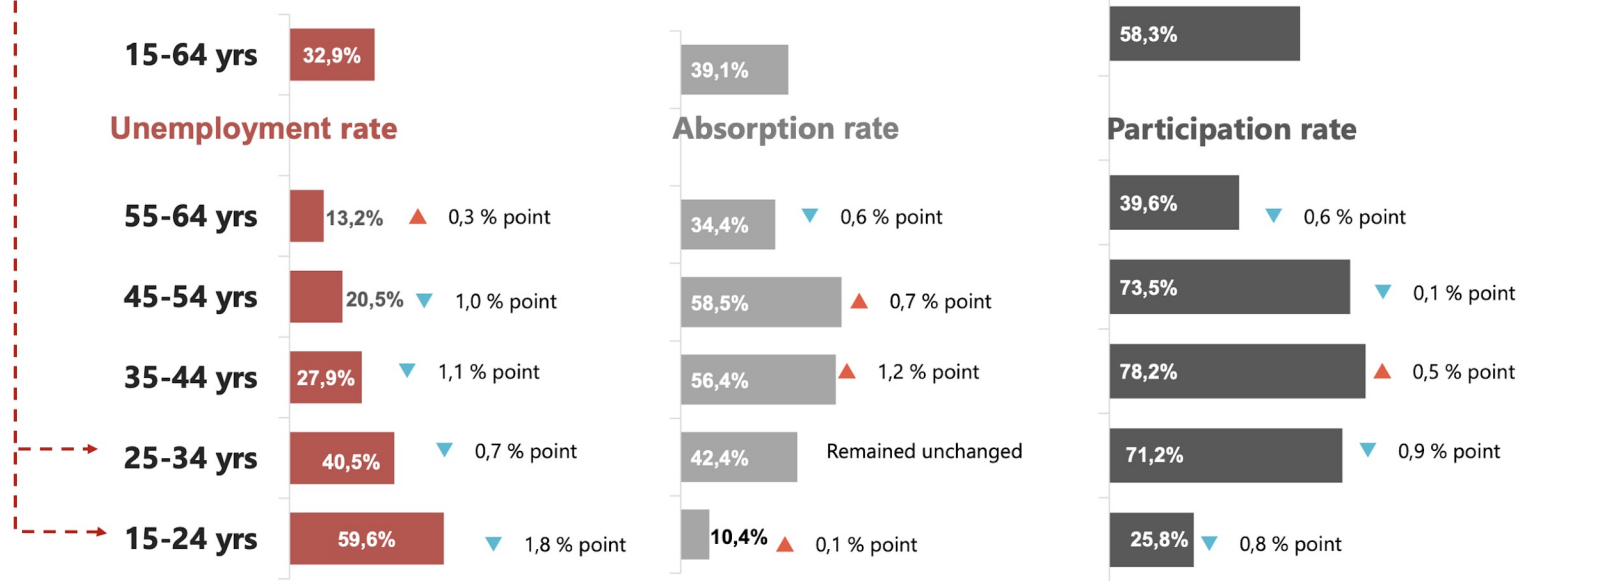 15-64 yrs 32,9% 39,1% 58,3%
Unemployment rate Absorption rate Participation rate
55-64 yrs 13,2% 0,3 % point 34,4% 0,6 % point 39,6% 0,6 % point
45-54 yrs 20,5% 1,0 % point 58,5% 0,7 % point 73,5% 0,1 % point
35-44 yrs 27,9% 1,1 % point 56,4% 1,2 % point 78,2% 0,5 % point
25-34 yrs 40,5% 0,7 % point 42,4% Remained unchanged 71,2% 0,9 % point
15-24 yrs 59,6% 1,8 % point 10,4% 0,1 % point 25,8% 0,8 % point